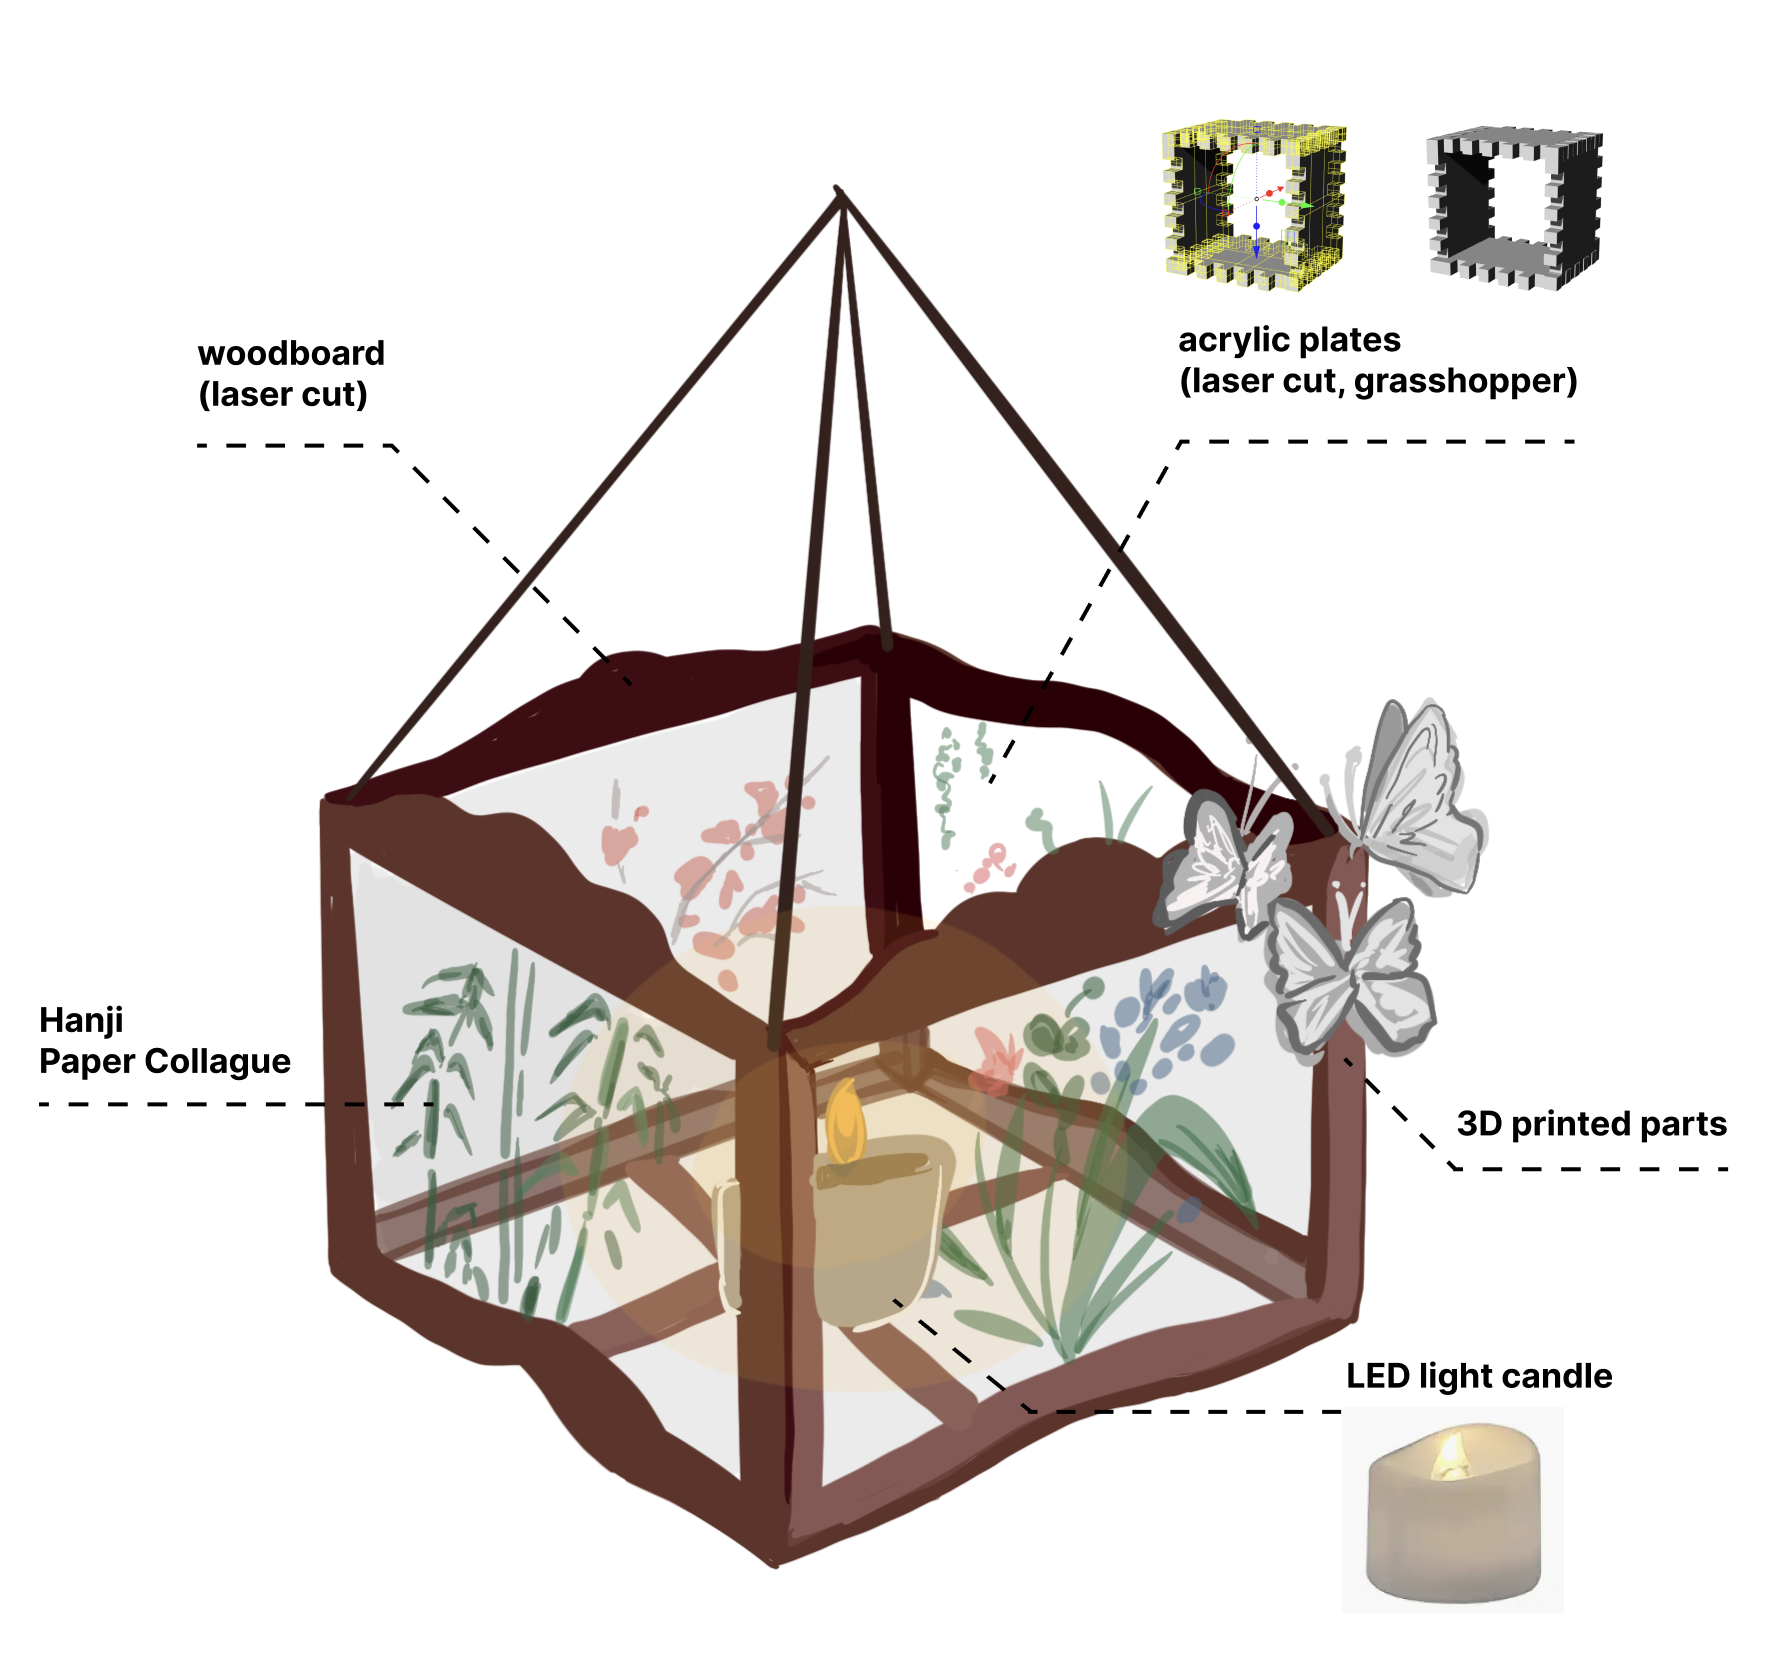 woodboard
(laser cut)
acrylic plates
(laser cut, grasshopper)
Hanji
Paper Collague
3D printed parts
LED light candle